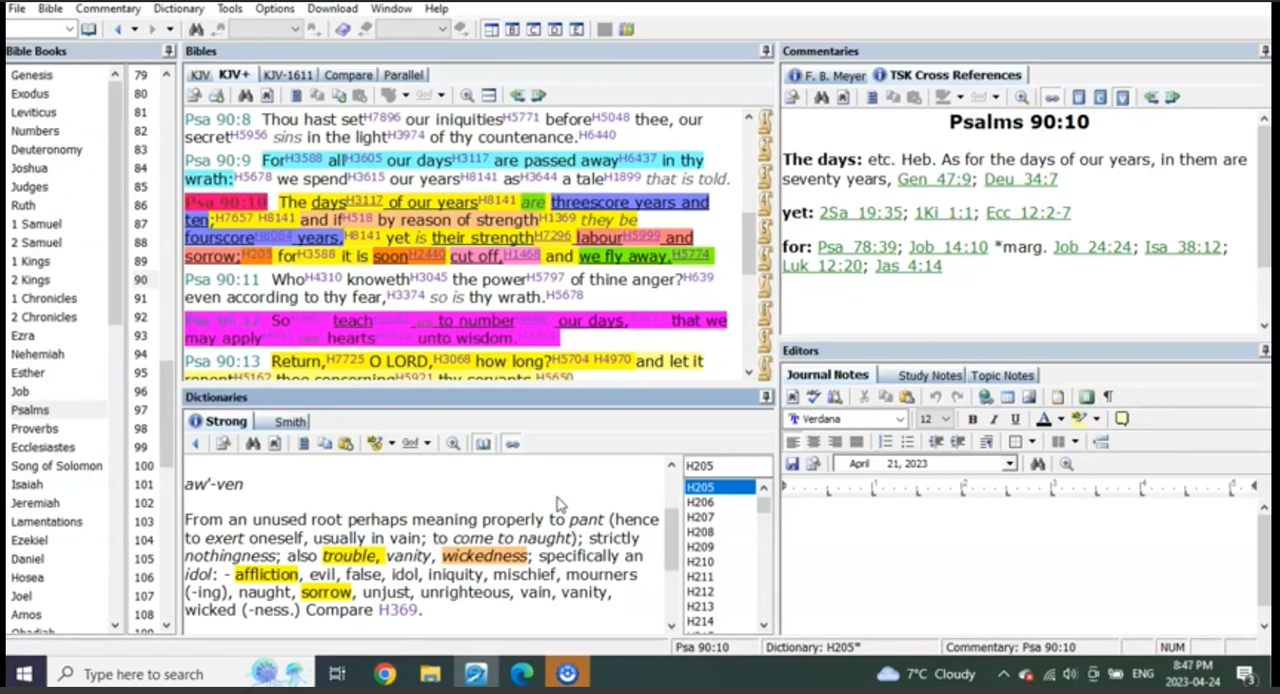 File Bible Commentary Dictionary Tools Options Download Window Help
Bible Books
Genesis
Exodus
Leviticus
Numbers
Deuteronomy
Joshua
Judges
Ruth
1 Samuel
2 Samuel
1 Kings
2 Kings
1 Chronicles
2 Chronicles
Ezra
Nehemiah
Esther
Job
Psalms
Proverbs
Ecclesiastes
Song of Solomon
Isaiah
Jeremiah
Lamentations
Ezekiel
Daniel
Hosea
Joel
Amos
Obadiah
79
80
81
82
83
84
85
86
87
88
89
90
91
92
93
94
95
96
97
98
99
100
101
102
103
104
105
106
107
108
109
Bibles
KJV KJV+ KJV-1611 Compare Parallel
Psa 90:8 Thou hast setH7896 our iniquitiesH5771 beforeH5048 thee, our
secretH5956 sins in the lightH3974 of thy countenance.H6440
Psa 90:9 ForH3588 allH3605 our daysH3117 are passed awayH6437 in thy
wrath:H5678 we spendH3615 our yearsH8141 asH3644 a taleH1899 that is told.
Psa 90:10 The daysH3117 of our yearsH8141 are threescore years and
ten;H7657 H8141 and ifH518 by reason of strengthH1369 they be
fourscoreH8084 years,H8141 yet is their strengthH7296 labourH5999 and
sorrow;H205 forH3588 it is soonH2440 cut off,H1468 and we fly away.H5774
Psa 90:11 WhoH4310 knowethH3045 the powerH5797 of thine anger?H639
even according to thy fear,H3374 so is thy wrath.H5678
Psa 90:12 So teach us to number our days, that we
may apply our hearts unto wisdom.
Psa 90:13 Return,H7725 O LORD,H3068 how long?H5704 H4970 and let it
repentH5162 thee concerningH5921 thy servants.H5650
Dictionaries
Strong Smith
H205
aw'-ven
From an unused root perhaps meaning properly to pant (hence
to exert oneself, usually in vain; to come to naught); strictly
nothingness; also trouble, vanity, wickedness; specifically an
idol: - affliction, evil, false, idol, iniquity, mischief, mourners
(-ing), naught, sorrow, unjust, unrighteous, vain, vanity,
wicked (-ness.) Compare H369.
H205
H206
H207
H208
H209
H210
H211
H212
H213
H214
Commentaries
F. B. Meyer TSK Cross References
Psalms 90:10
The days: etc. Heb. As for the days of our years, in them are
seventy years, Gen 47:9; Deu 34:7
yet: 2Sa 19:35; 1Ki 1:1; Ecc 12:2-7
for: Psa 78:39; Job 14:10 *marg. Job 24:24; Isa 38:12;
Luk 12:20; Jas 4:14
Editors
Journal Notes Study Notes Topic Notes
Verdana 12 B I U A
April 21, 2023
1 2 3 4 5
Psa 90:10 Dictionary: H205* Commentary: Psa 90:10 NUM
Type here to search
7°C Cloudy
ENG
8:47 PM
2023-04-24
3